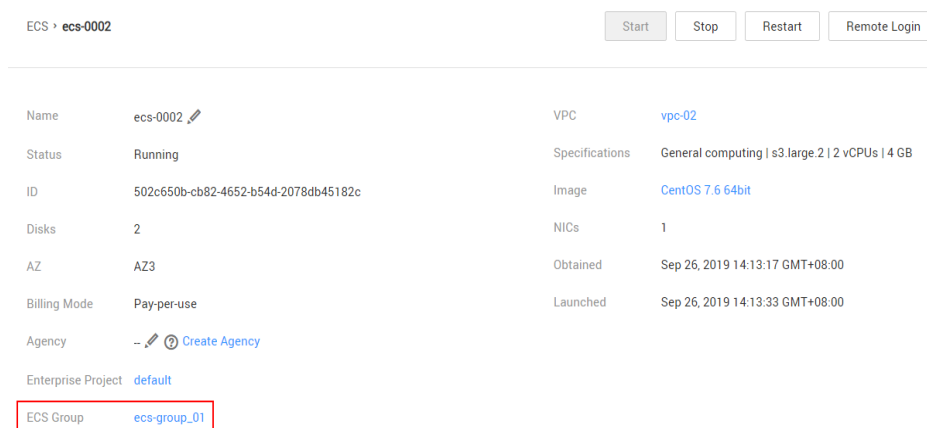 ECS > ecs-0002
Start Stop Restart Remote Login
Name ecs-0002
Status Running
ID 502c650b-cb82-4652-b54d-2078db45182c
Disks 2
AZ AZ3
Billing Mode Pay-per-use
Agency -- Create Agency
Enterprise Project default
ECS Group ecs-group_01
VPC vpc-02
Specifications General computing | s3.large.2 | 2 vCPUs | 4 GB
Image CentOS 7.6 64bit
NICs 1
Obtained Sep 26, 2019 14:13:17 GMT+08:00
Launched Sep 26, 2019 14:13:33 GMT+08:00